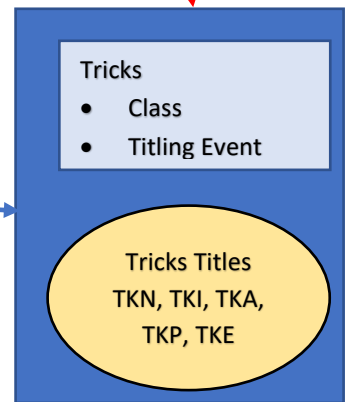 Tricks
• Class
• Titling Event
Tricks Titles
TKN, TKI, TKA,
TKP, TKE